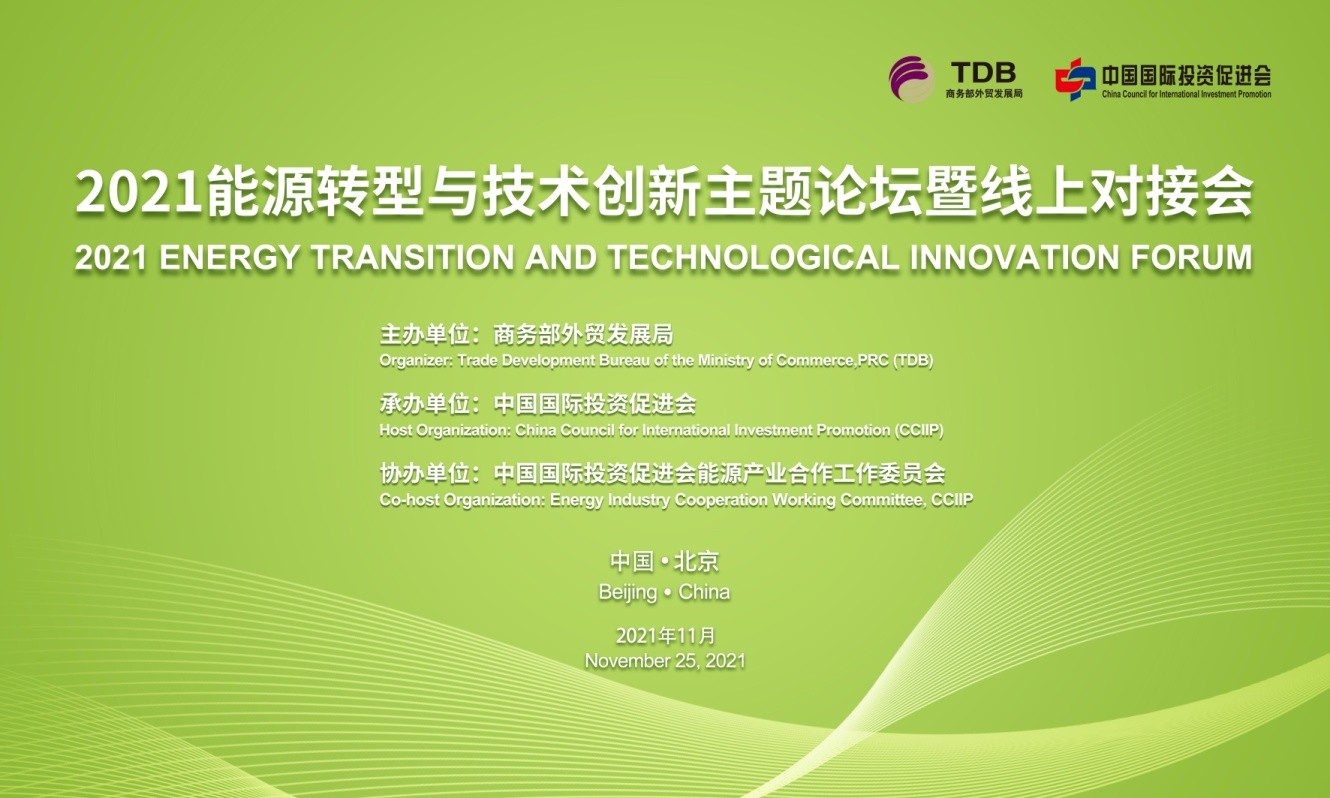 TDB
商务部外贸发展局
中国国际投资促进会
China Council for International Investment Promotion
2021能源转型与技术创新主题论坛暨线上对接会
2021 ENERGY TRANSITION AND TECHNOLOGICAL INNOVATION FORUM
主办单位：商务部外贸发展局
Organizer: Trade Development Bureau of the Ministry of Commerce,PRC (TDB)
承办单位：中国国际投资促进会
Host Organization: China Council for International Investment Promotion (CCIIP)
协办单位：中国国际投资促进会能源产业合作工作委员会
Co-host Organization: Energy Industry Cooperation Working Committee, CCIIP
中国 • 北京
Beijing • China
2021年11月
November 25, 2021